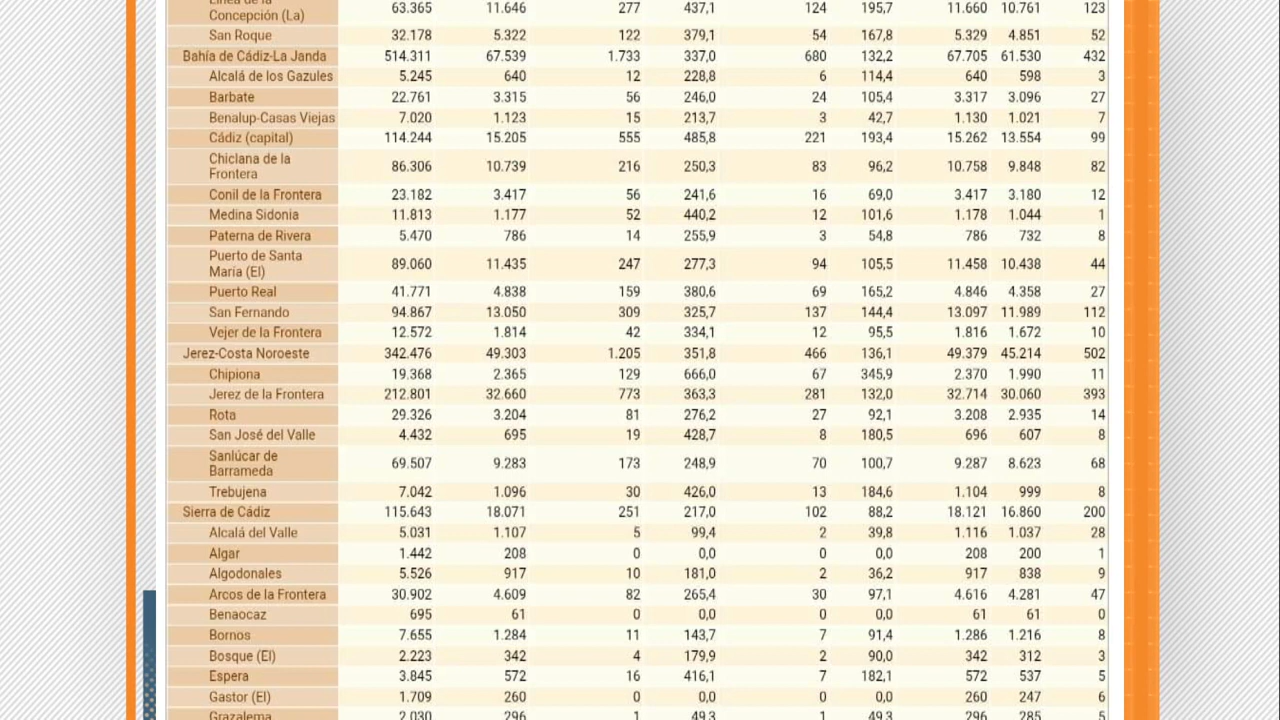 Línea de la
Concepción (La) 63.365 11.646 277 437,1 124 195,7 11.660 10.761 123
San Roque 32.178 5.322 122 379,1 54 167,8 5.329 4.851 52
Bahía de Cádiz-La Janda 514.311 67.539 1.733 337,0 680 132,2 67.705 61.530 432
Alcalá de los Gazules 5.245 640 12 228,8 6 114,4 640 598 3
Barbate 22.761 3.315 56 246,0 24 105,4 3.317 3.096 27
Benalup-Casas Viejas 7.020 1.123 15 213,7 3 42,7 1.130 1.021 7
Cádiz (capital) 114.244 15.205 555 485,8 221 193,4 15.262 13.554 99
Chiclana de la
Frontera 86.306 10.739 216 250,3 83 96,2 10.758 9.848 82
Conil de la Frontera 23.182 3.417 56 241,6 16 69,0 3.417 3.180 12
Medina Sidonia 11.813 1.177 52 440,2 12 101,6 1.178 1.044 1
Paterna de Rivera 5.470 786 14 255,9 3 54,8 786 732 8
Puerto de Santa
María (El) 89.060 11.435 247 277,3 94 105,5 11.458 10.438 44
Puerto Real 41.771 4.838 159 380,6 69 165,2 4.846 4.358 27
San Fernando 94.867 13.050 309 325,7 137 144,4 13.097 11.989 112
Vejer de la Frontera 12.572 1.814 42 334,1 12 95,5 1.816 1.672 10
Jerez-Costa Noroeste 342.476 49.303 1.205 351,8 466 136,1 49.379 45.214 502
Chipiona 19.368 2.365 129 666,0 67 345,9 2.370 1.990 11
Jerez de la Frontera 212.801 32.660 773 363,3 281 132,0 32.714 30.060 393
Rota 29.326 3.204 81 276,2 27 92,1 3.208 2.935 14
San José del Valle 4.432 695 19 428,7 8 180,5 696 607 8
Sanlúcar de
Barrameda 69.507 9.283 173 248,9 70 100,7 9.287 8.623 68
Trebujena 7.042 1.096 30 426,0 13 184,6 1.104 999 8
Sierra de Cádiz 115.643 18.071 251 217,0 102 88,2 18.121 16.860 200
Alcalá del Valle 5.031 1.107 5 99,4 2 39,8 1.116 1.037 28
Algar 1.442 208 0 0,0 0 0,0 208 200 1
Algodonales 5.526 917 10 181,0 2 36,2 917 838 9
Arcos de la Frontera 30.902 4.609 82 265,4 30 97,1 4.616 4.281 47
Benaocaz 695 61 0 0,0 0 0,0 61 61 0
Bornos 7.655 1.284 11 143,7 7 91,4 1.286 1.216 8
Bosque (El) 2.223 342 4 179,9 2 90,0 342 312 3
Espera 3.845 572 16 416,1 7 182,1 572 537 5
Gastor (El) 1.709 260 0 0,0 0 0,0 260 247 6
Grazalema 2.030 296 1 49,3 1 49,3 296 285 5